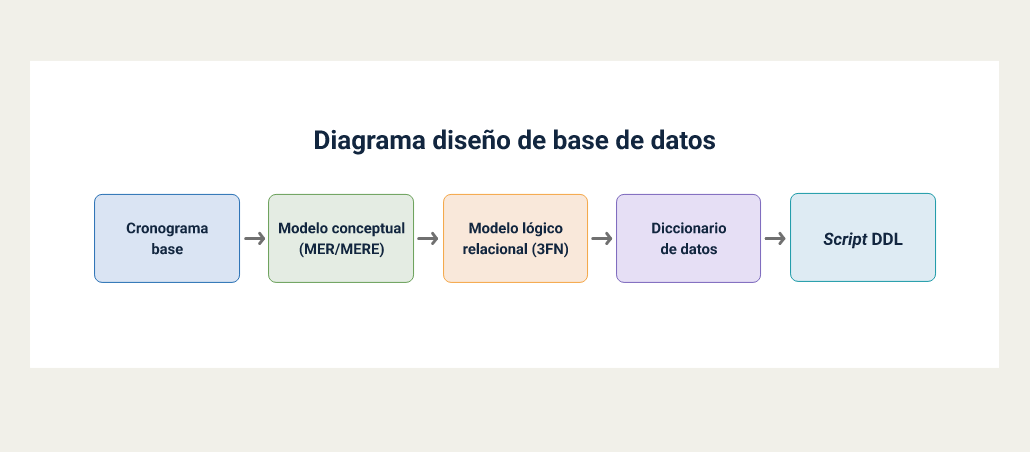 Diagrama diseño de base de datos
Cronograma
base
Modelo conceptual
(MER/MERE)
Modelo lógico
relacional (3FN)
Diccionario
de datos
Script DDL